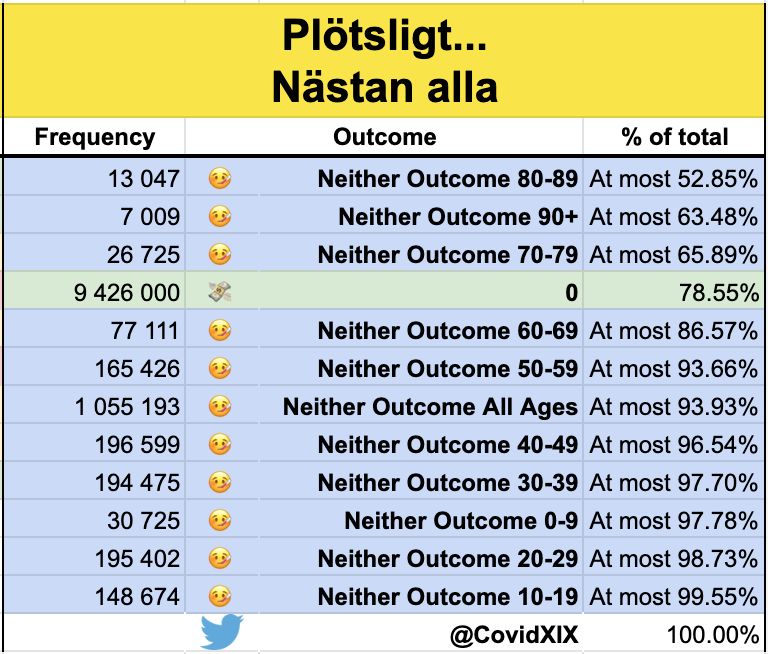 Plötsligt...
Nästan alla
Frequency Outcome % of total
13 047 🤒 Neither Outcome 80-89 At most 52.85%
7 009 🤒 Neither Outcome 90+ At most 63.48%
26 725 🤒 Neither Outcome 70-79 At most 65.89%
9 426 000 💸 0 78.55%
77 111 🤒 Neither Outcome 60-69 At most 86.57%
165 426 🤒 Neither Outcome 50-59 At most 93.66%
1 055 193 🤒 Neither Outcome All Ages At most 93.93%
196 599 🤒 Neither Outcome 40-49 At most 96.54%
194 475 🤒 Neither Outcome 30-39 At most 97.70%
30 725 🤒 Neither Outcome 0-9 At most 97.78%
195 402 🤒 Neither Outcome 20-29 At most 98.73%
148 674 🤒 Neither Outcome 10-19 At most 99.55%
@CovidXIX 100.00%